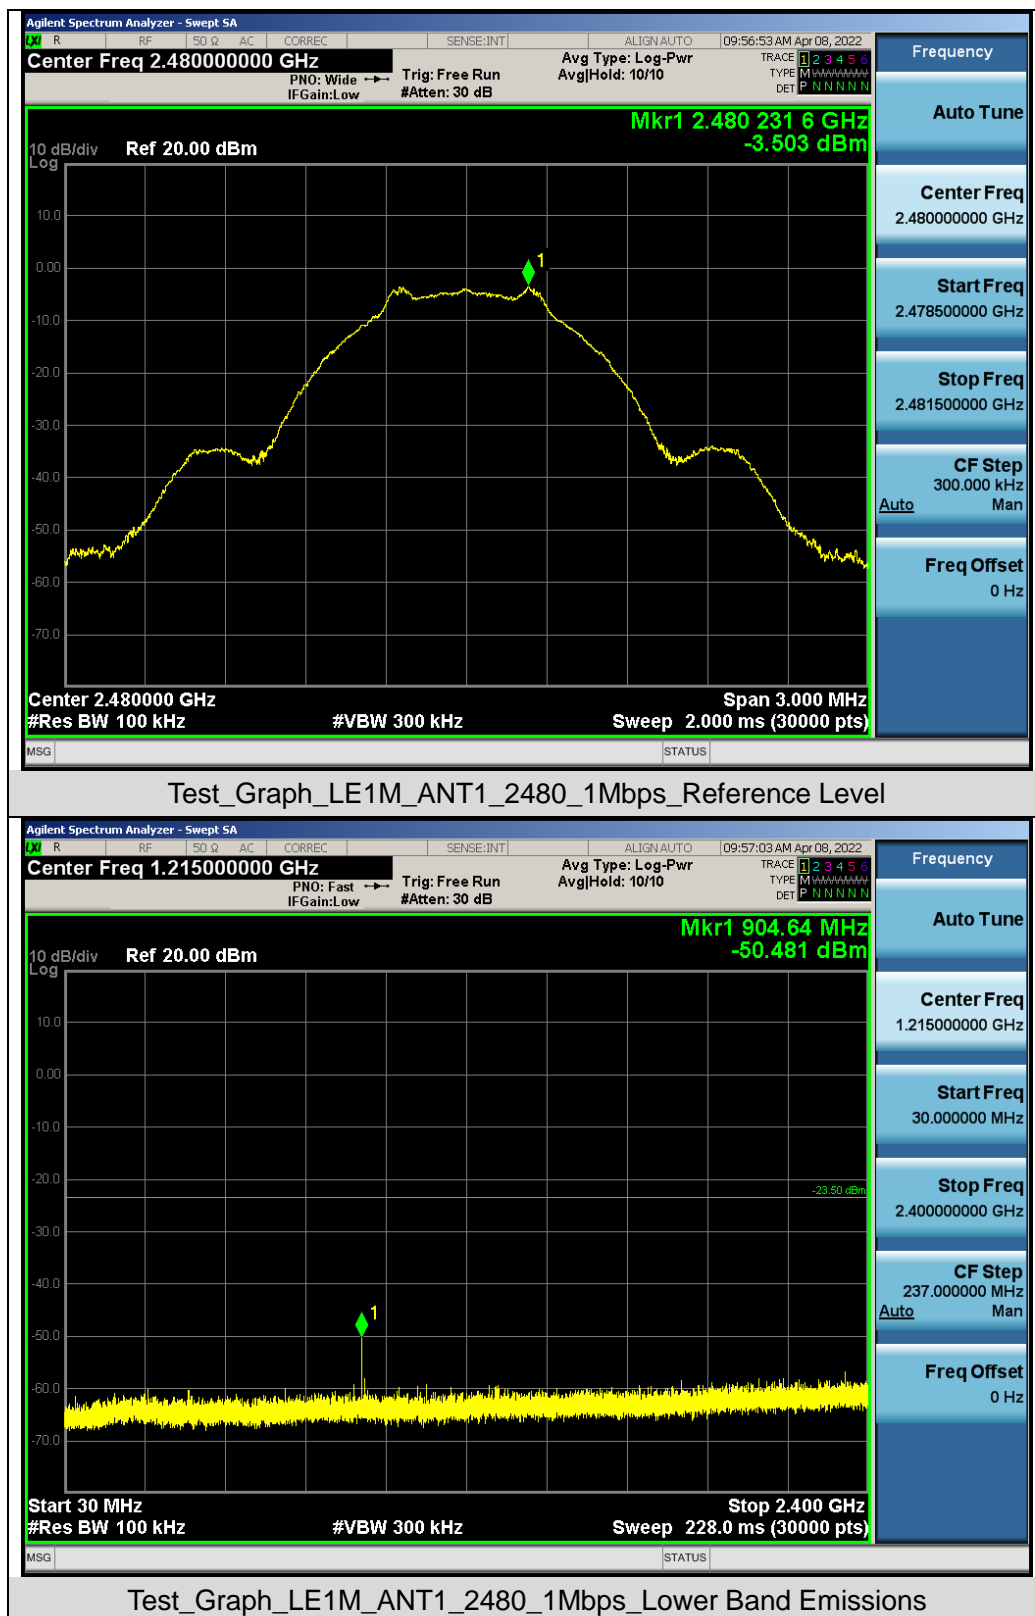 Agilent Spectrum Analyzer - Swept SA
LXI R RF 50 Ω AC CORREC SENSE:INT ALIGN AUTO 09:56:53 AM Apr 08, 2022
Center Freq 2.480000000 GHz
PNO: Wide
IFGain:Low
Trig: Free Run
#Atten: 30 dB
Avg Type: Log-Pwr
Avg|Hold: 10/10
TRACE 1 2 3 4 5 6
TYPE M WWWWW
DET P N N N N N
Mkr1 2.480 231 6 GHz
-3.503 dBm
10 dB/div Ref 20.00 dBm
Log
10.0
0.00
-10.0
-20.0
-30.0
-40.0
-50.0
-60.0
-70.0
1
Center 2.480000 GHz Span 3.000 MHz
#Res BW 100 kHz #VBW 300 kHz Sweep 2.000 ms (30000 pts)
MSG STATUS
Frequency
Auto Tune
Center Freq
2.480000000 GHz
Start Freq
2.478500000 GHz
Stop Freq
2.481500000 GHz
CF Step
300.000 kHz
Auto Man
Freq Offset
0 Hz
Test_Graph_LE1M_ANT1_2480_1Mbps_Reference Level
Agilent Spectrum Analyzer - Swept SA
LXI R RF 50 Ω AC CORREC SENSE:INT ALIGN AUTO 09:57:03 AM Apr 08, 2022
Center Freq 1.215000000 GHz
PNO: Fast
IFGain:Low
Trig: Free Run
#Atten: 30 dB
Avg Type: Log-Pwr
Avg|Hold: 10/10
TRACE 1 2 3 4 5 6
TYPE M WWWWW
DET P N N N N N
Mkr1 904.64 MHz
-50.481 dBm
10 dB/div Ref 20.00 dBm
Log
10.0
0.00
-10.0
-20.0
-30.0
-40.0
-50.0
-60.0
-70.0
-23.50 dBm
1
Start 30 MHz Stop 2.400 GHz
#Res BW 100 kHz #VBW 300 kHz Sweep 228.0 ms (30000 pts)
MSG STATUS
Frequency
Auto Tune
Center Freq
1.215000000 GHz
Start Freq
30.000000 MHz
Stop Freq
2.400000000 GHz
CF Step
237.000000 MHz
Auto Man
Freq Offset
0 Hz
Test_Graph_LE1M_ANT1_2480_1Mbps_Lower Band Emissions